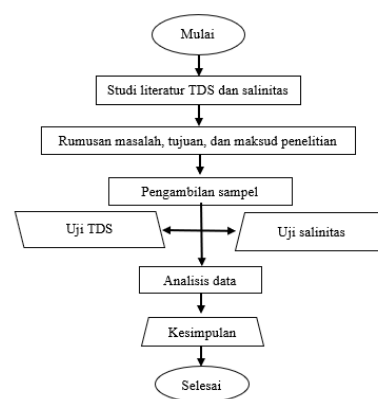 Mulai
Studi literatur TDS dan salinitas
Rumusan masalah, tujuan, dan maksud penelitian
Pengambilan sampel
Uji TDS
Uji salinitas
Analisis data
Kesimpulan
Selesai